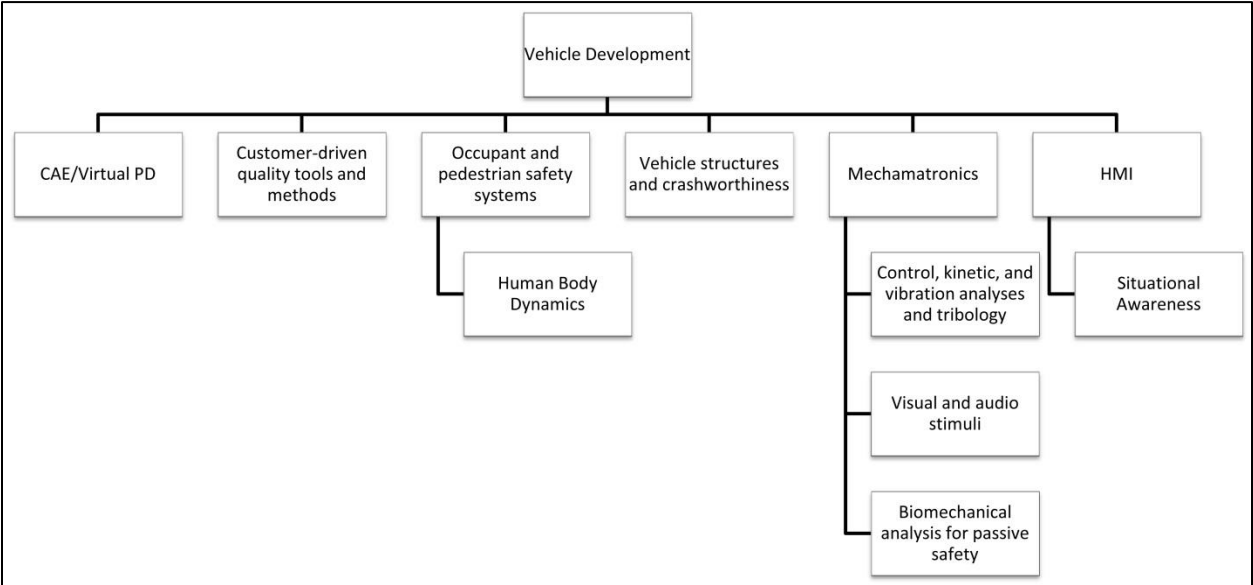 Vehicle Development
CAE/Virtual PD
Customer-driven
quality tools and
methods
Occupant and
pedestrian safety
systems
Vehicle structures
and crashworthiness
Mechamatronics
HMI
Human Body
Dynamics
Control, kinetic, and
vibration analyses
and tribology
Situational
Awareness
Visual and audio
stimuli
Biomechanical
analysis for passive
safety